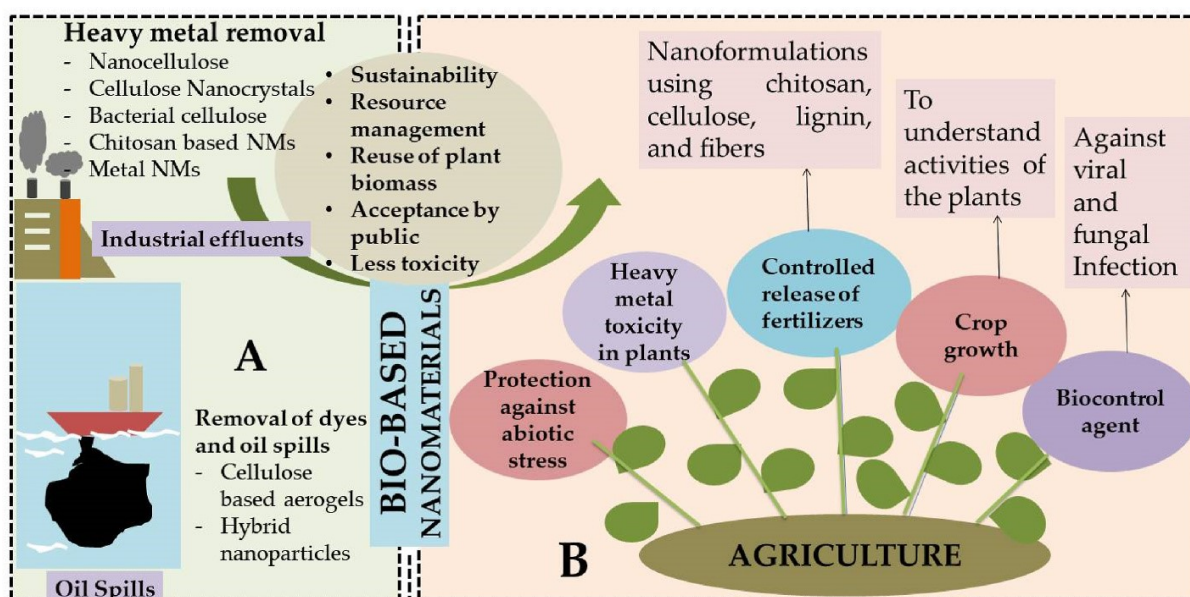 Heavy metal removal
- Nanocellulose
- Cellulose Nanocrystals
- Bacterial cellulose
- Chitosan based NMs
- Metal NMs
Industrial effluents
• Sustainability
• Resource
management
• Reuse of plant
biomass
• Acceptance by
public
• Less toxicity
A
Removal of dyes
and oil spills
- Cellulose
based aerogels
- Hybrid
nanoparticles
Oil Spills
BIO-BASED
NANOMATERIALS
Nanoformulations
using chitosan,
cellulose, lignin,
and fibers
To
understand
activities of
the plants
Against
viral
and
fungal
Infection
Protection
against
abiotic
stress
Heavy
metal
toxicity
in plants
Controlled
release of
fertilizers
Crop
growth
Biocontrol
agent
B
AGRICULTURE